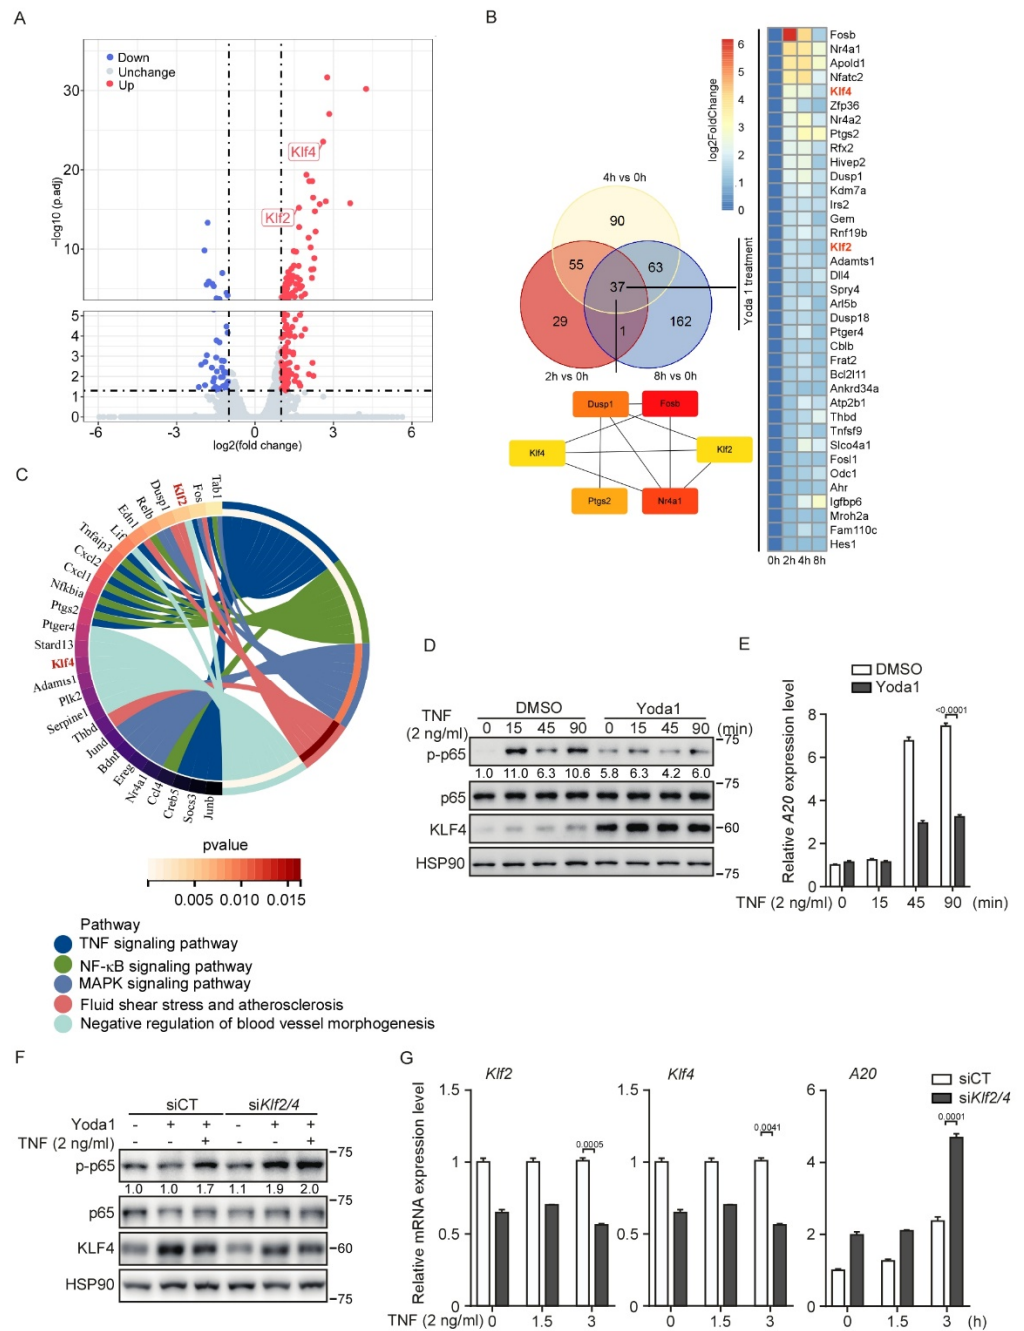 A
Down
Unchange
Up
Klf4
Klf2
−log10 (p.adj)
30
20
10
5
4
3
2
1
0
-6 -3 0 3 6
log2(fold change)
B
6
5
4
3
2
1
0
log2FoldChange
4h vs 0h
90
55
63
37
29
1
162
2h vs 0h
8h vs 0h
Yoda 1 treatment
Dusp1
Fosb
Klf4
Klf2
Ptgs2
Nr4a1
Fosb
Nr4a1
Apold1
Nfatc2
Klf4
Zfp36
Nr4a2
Ptgs2
Rfx2
Hivep2
Dusp1
Kdm7a
Irs2
Gem
Rnf19b
Klf2
Adamts1
Dll4
Spry4
Arl5b
Dusp18
Ptger4
Cblb
Frat2
Bcl2l11
Ankrd34a
Atp2b1
Thbd
Tnfsf9
Slco4a1
Fosl1
Odc1
Ahr
Igfbp6
Mroh2a
Fam110c
Hes1
0h 2h 4h 8h
C
Tab1
Fos
Klf2
Dusp1
Relb
Edn1
Lif
Tnfaip3
Cxcl2
Cxcl1
Nfkbia
Ptgs2
Ptger4
Stard13
Klf4
Adamts1
Plk2
Serpine1
Thbd
Jund
Bdnf
Ereg
Nr4a1
Ccl4
Creb5
Socs3
Junb
pvalue
0.005 0.010 0.015
Pathway
TNF signaling pathway
NF-κB signaling pathway
MAPK signaling pathway
Fluid shear stress and atherosclerosis
Negative regulation of blood vessel morphogenesis
D
DMSO Yoda1
TNF 0 15 45 90 0 15 45 90 (min)
(2 ng/ml)
p-p65 75
1.0 11.0 6.3 10.6 5.8 6.3 4.2 6.0
p65 75
KLF4 60
HSP90
75
E
DMSO
Yoda1
<0.0001
Relative A20 expression level
8
6
4
2
0
TNF (2 ng/ml) 0 15 45 90 (min)
F
siCT siKlf2/4
Yoda1 - + + - + +
TNF (2 ng/ml) - - + - - +
p-p65 75
1.0 1.0 1.7 1.1 1.9 2.0
p65 75
KLF4 60
HSP90
75
G
Klf2
Relative mRNA expression level
1.5
1
0.5
0
0.0005
TNF (2 ng/ml) 0 1.5 3
Klf4
1.5
1
0.5
0
0.0041
0 1.5 3
A20
6
4
2
0
siCT
siKlf2/4
0.0001
0 1.5 3 (h)